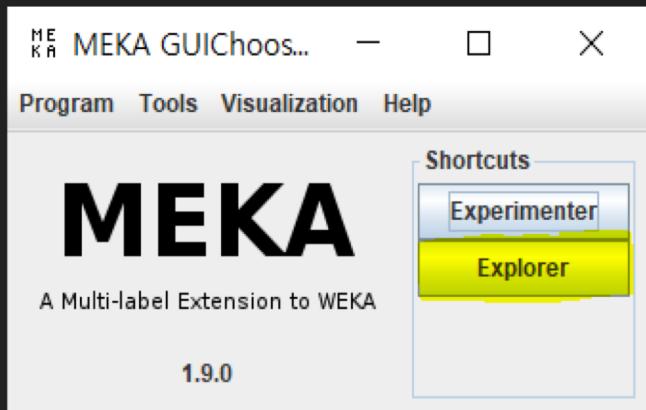 ME
KA MEKA GUIChoos...
Program Tools Visualization Help
Shortcuts
MEKA
Experimenter
Explorer
A Multi-label Extension to WEKA
1.9.0